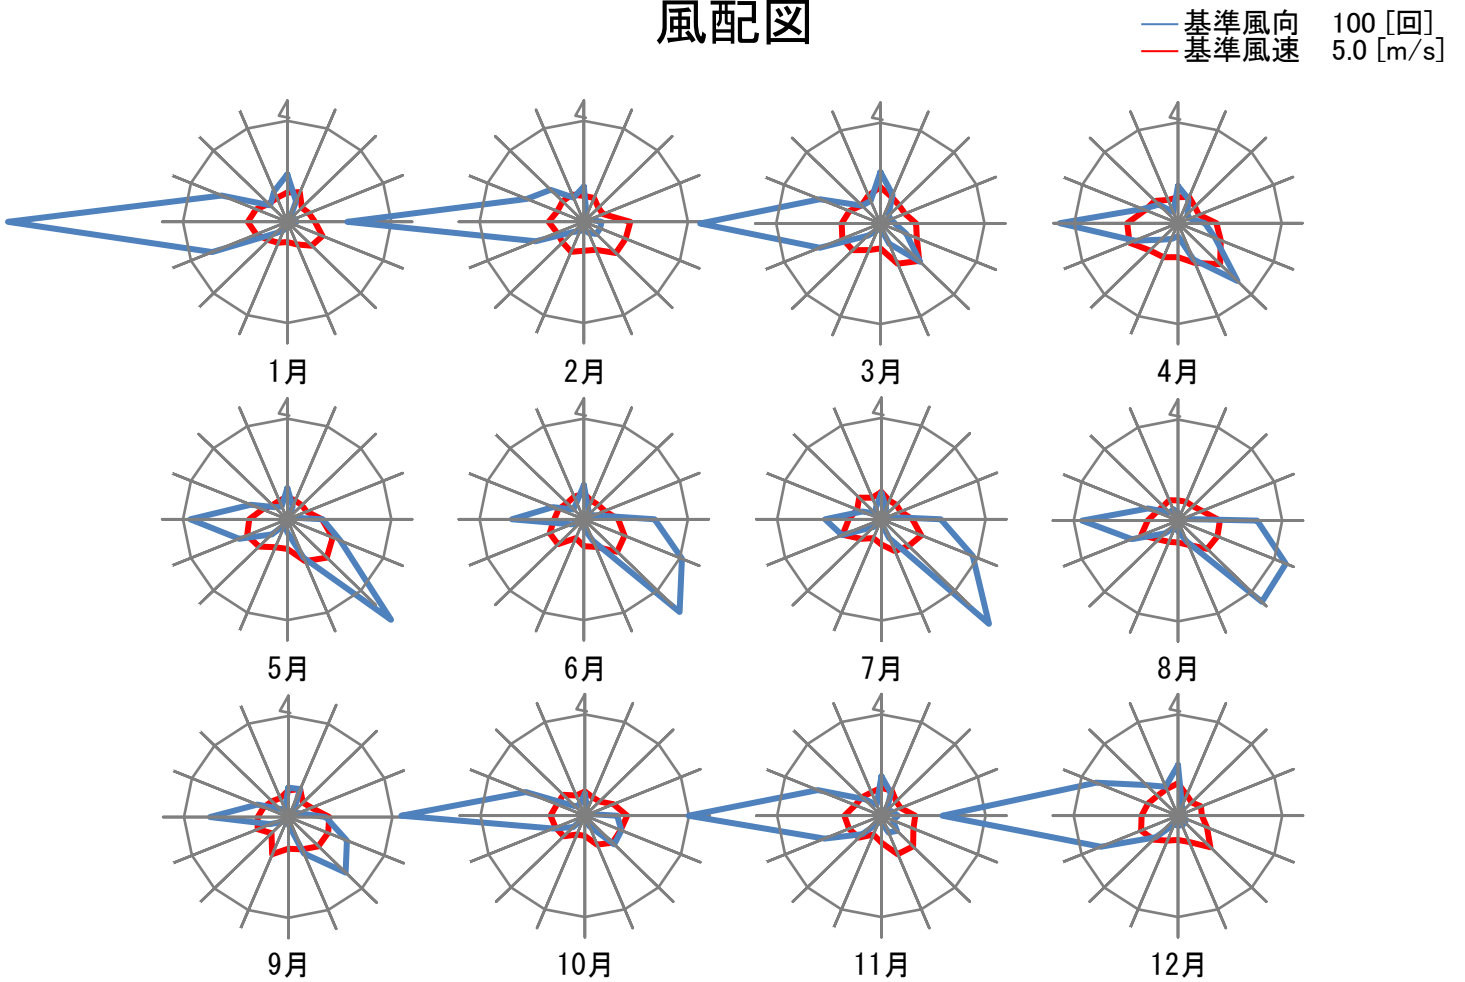 風配図
基準風向 100 [回]
基準風速 5.0 [m/s]
1月
2月
3月
4月
5月
6月
7月
8月
9月
10月
11月
12月